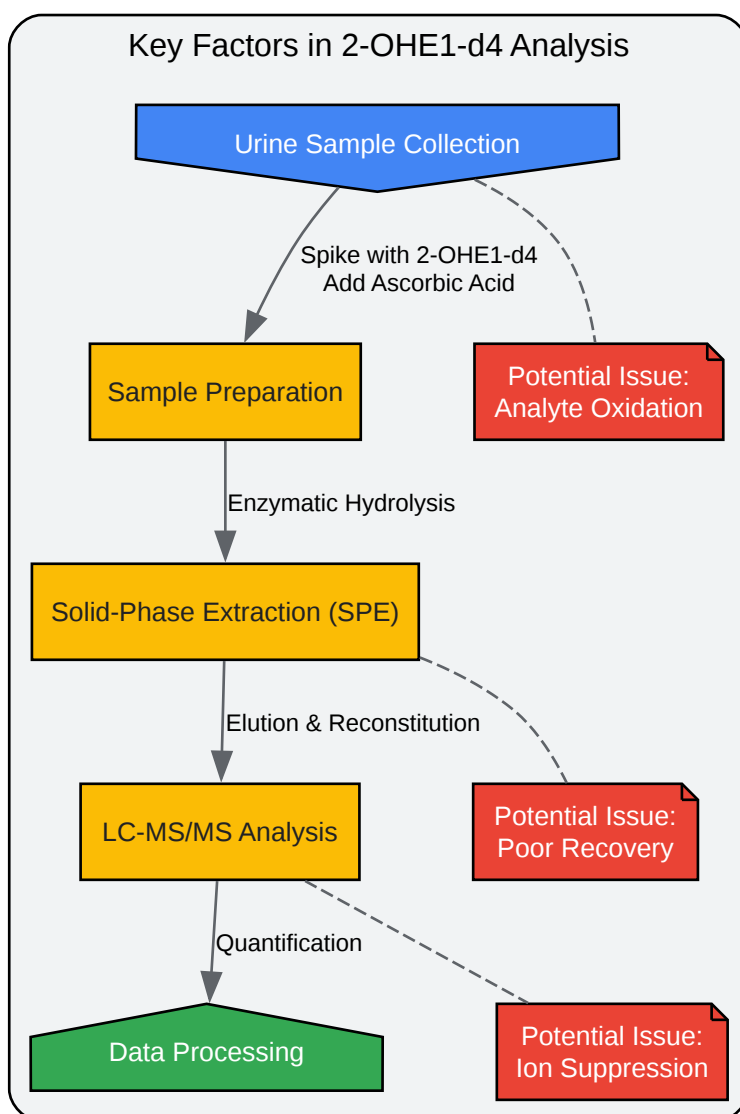 Key Factors in 2-OHE1-d4 Analysis
Urine Sample Collection
Spike with 2-OHE1-d4
Add Ascorbic Acid
Sample Preparation
Potential Issue:
Analyte Oxidation
Enzymatic Hydrolysis
Solid-Phase Extraction (SPE)
Elution & Reconstitution
LC-MS/MS Analysis
Potential Issue:
Poor Recovery
Quantification
Data Processing
Potential Issue:
Ion Suppression